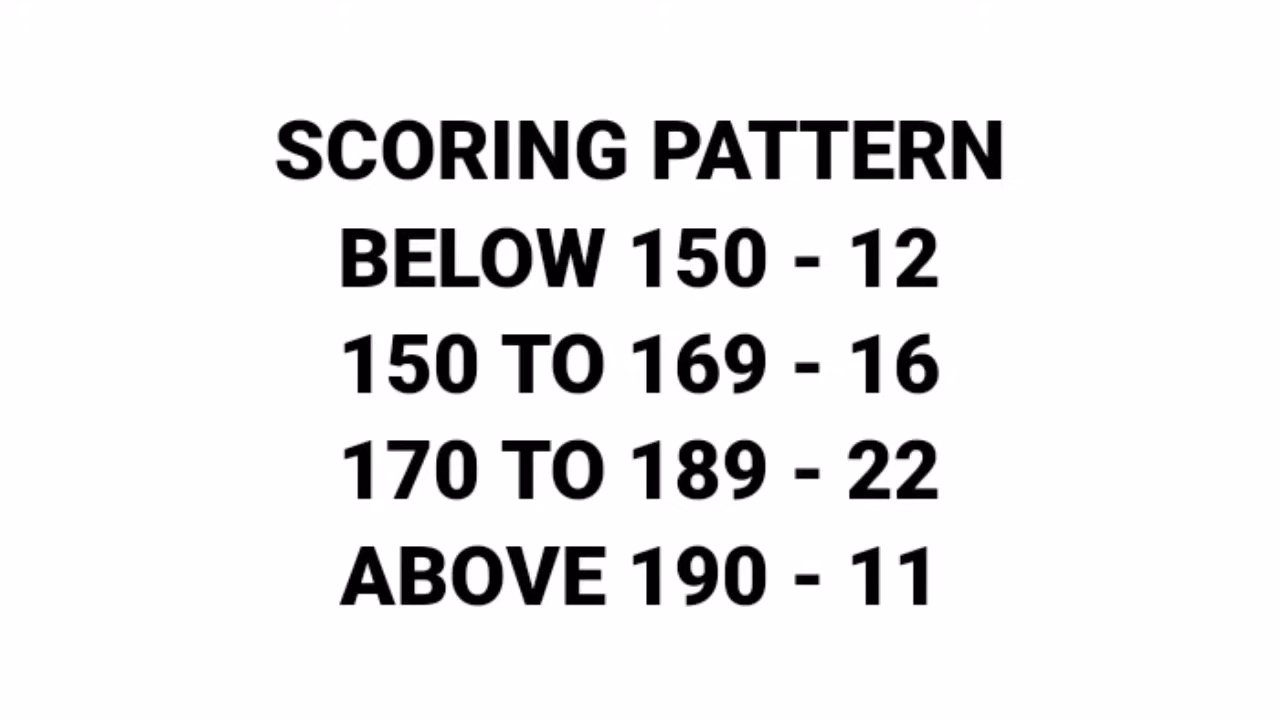 SCORING PATTERN
BELOW 150 - 12
150 TO 169 - 16
170 TO 189 - 22
ABOVE 190 - 11